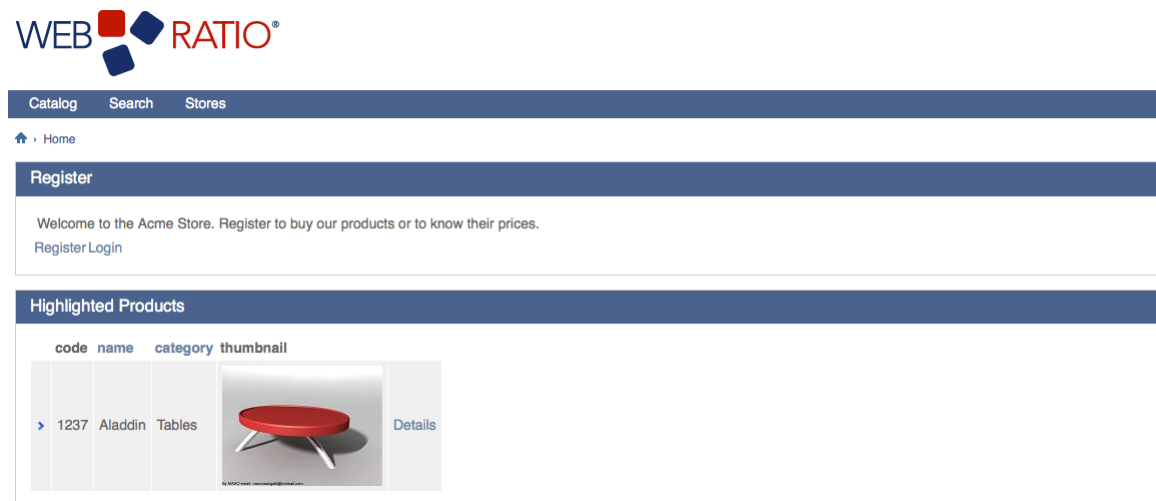 WEB RATIO®
Catalog Search Stores
› Home
Register
Welcome to the Acme Store. Register to buy our products or to know their prices.
Register Login
Highlighted Products
code name category thumbnail
1237 Aladdin Tables Details